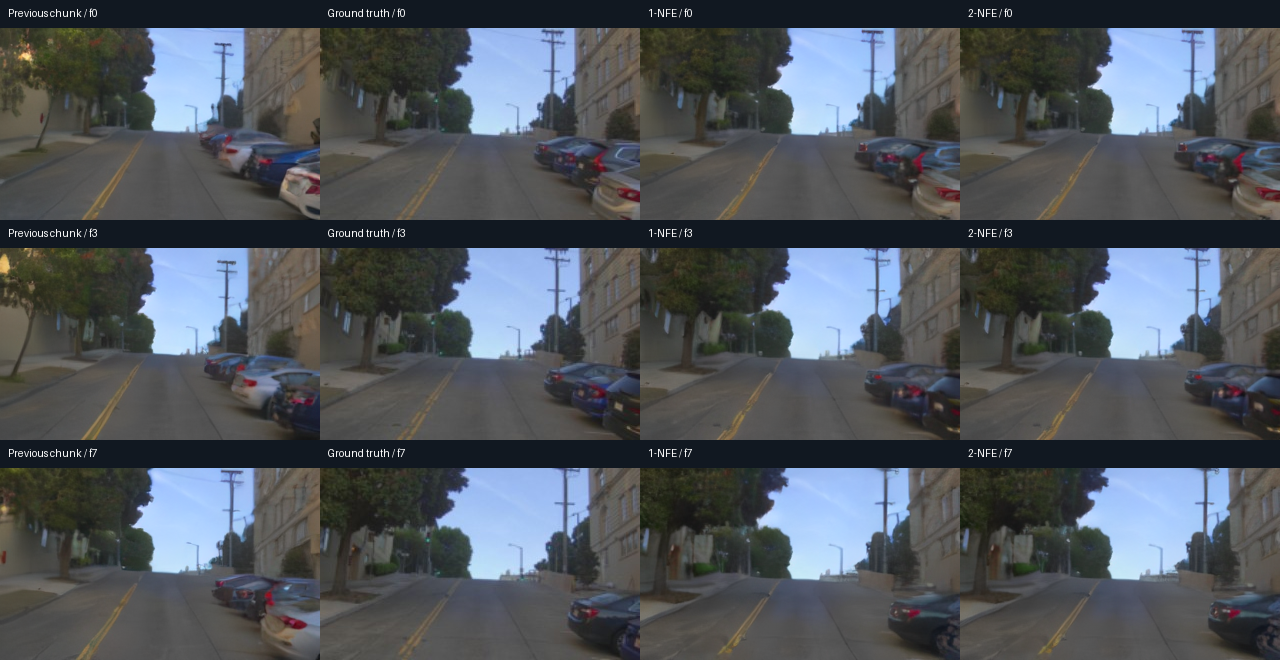 Previous chunk / f0
Ground truth / f0
1-NFE / f0
2-NFE / f0
Previous chunk / f3
Ground truth / f3
1-NFE / f3
2-NFE / f3
Previous chunk / f7
Ground truth / f7
1-NFE / f7
2-NFE / f7